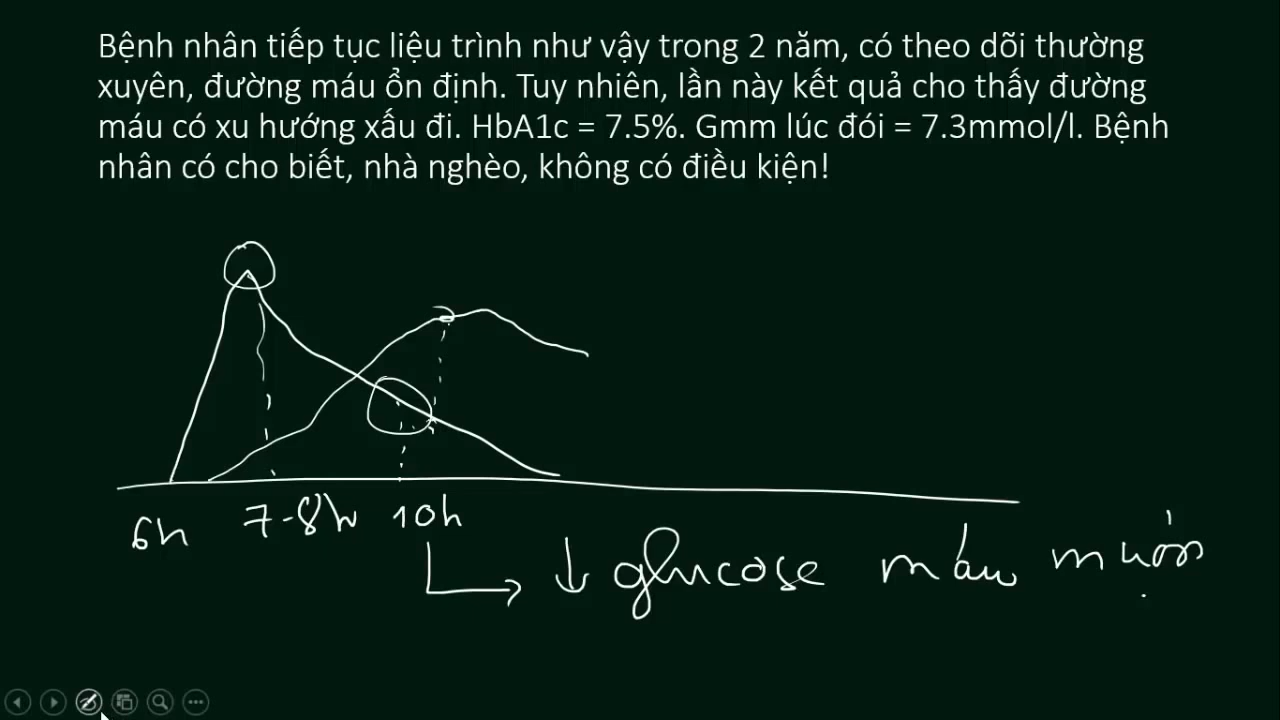 Bệnh nhân tiếp tục liệu trình như vậy trong 2 năm, có theo dõi thường
xuyên, đường máu ổn định. Tuy nhiên, lần này kết quả cho thấy đường
máu có xu hướng xấu đi. HbA1c = 7.5%. Gmm lúc đói = 7.3mmol/l. Bệnh
nhân có cho biết, nhà nghèo, không có điều kiện!
6h 7-8h 10h
↓ glucose máu muộn